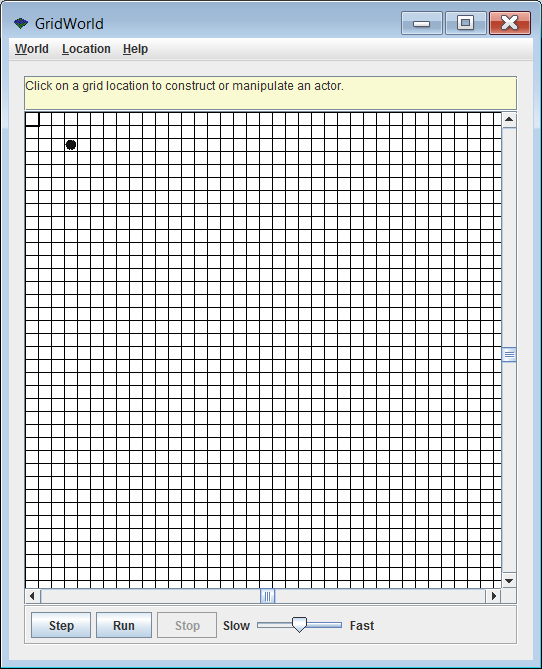 GridWorld
World Location Help
Click on a grid location to construct or manipulate an actor.
Step Run Stop Slow Fast